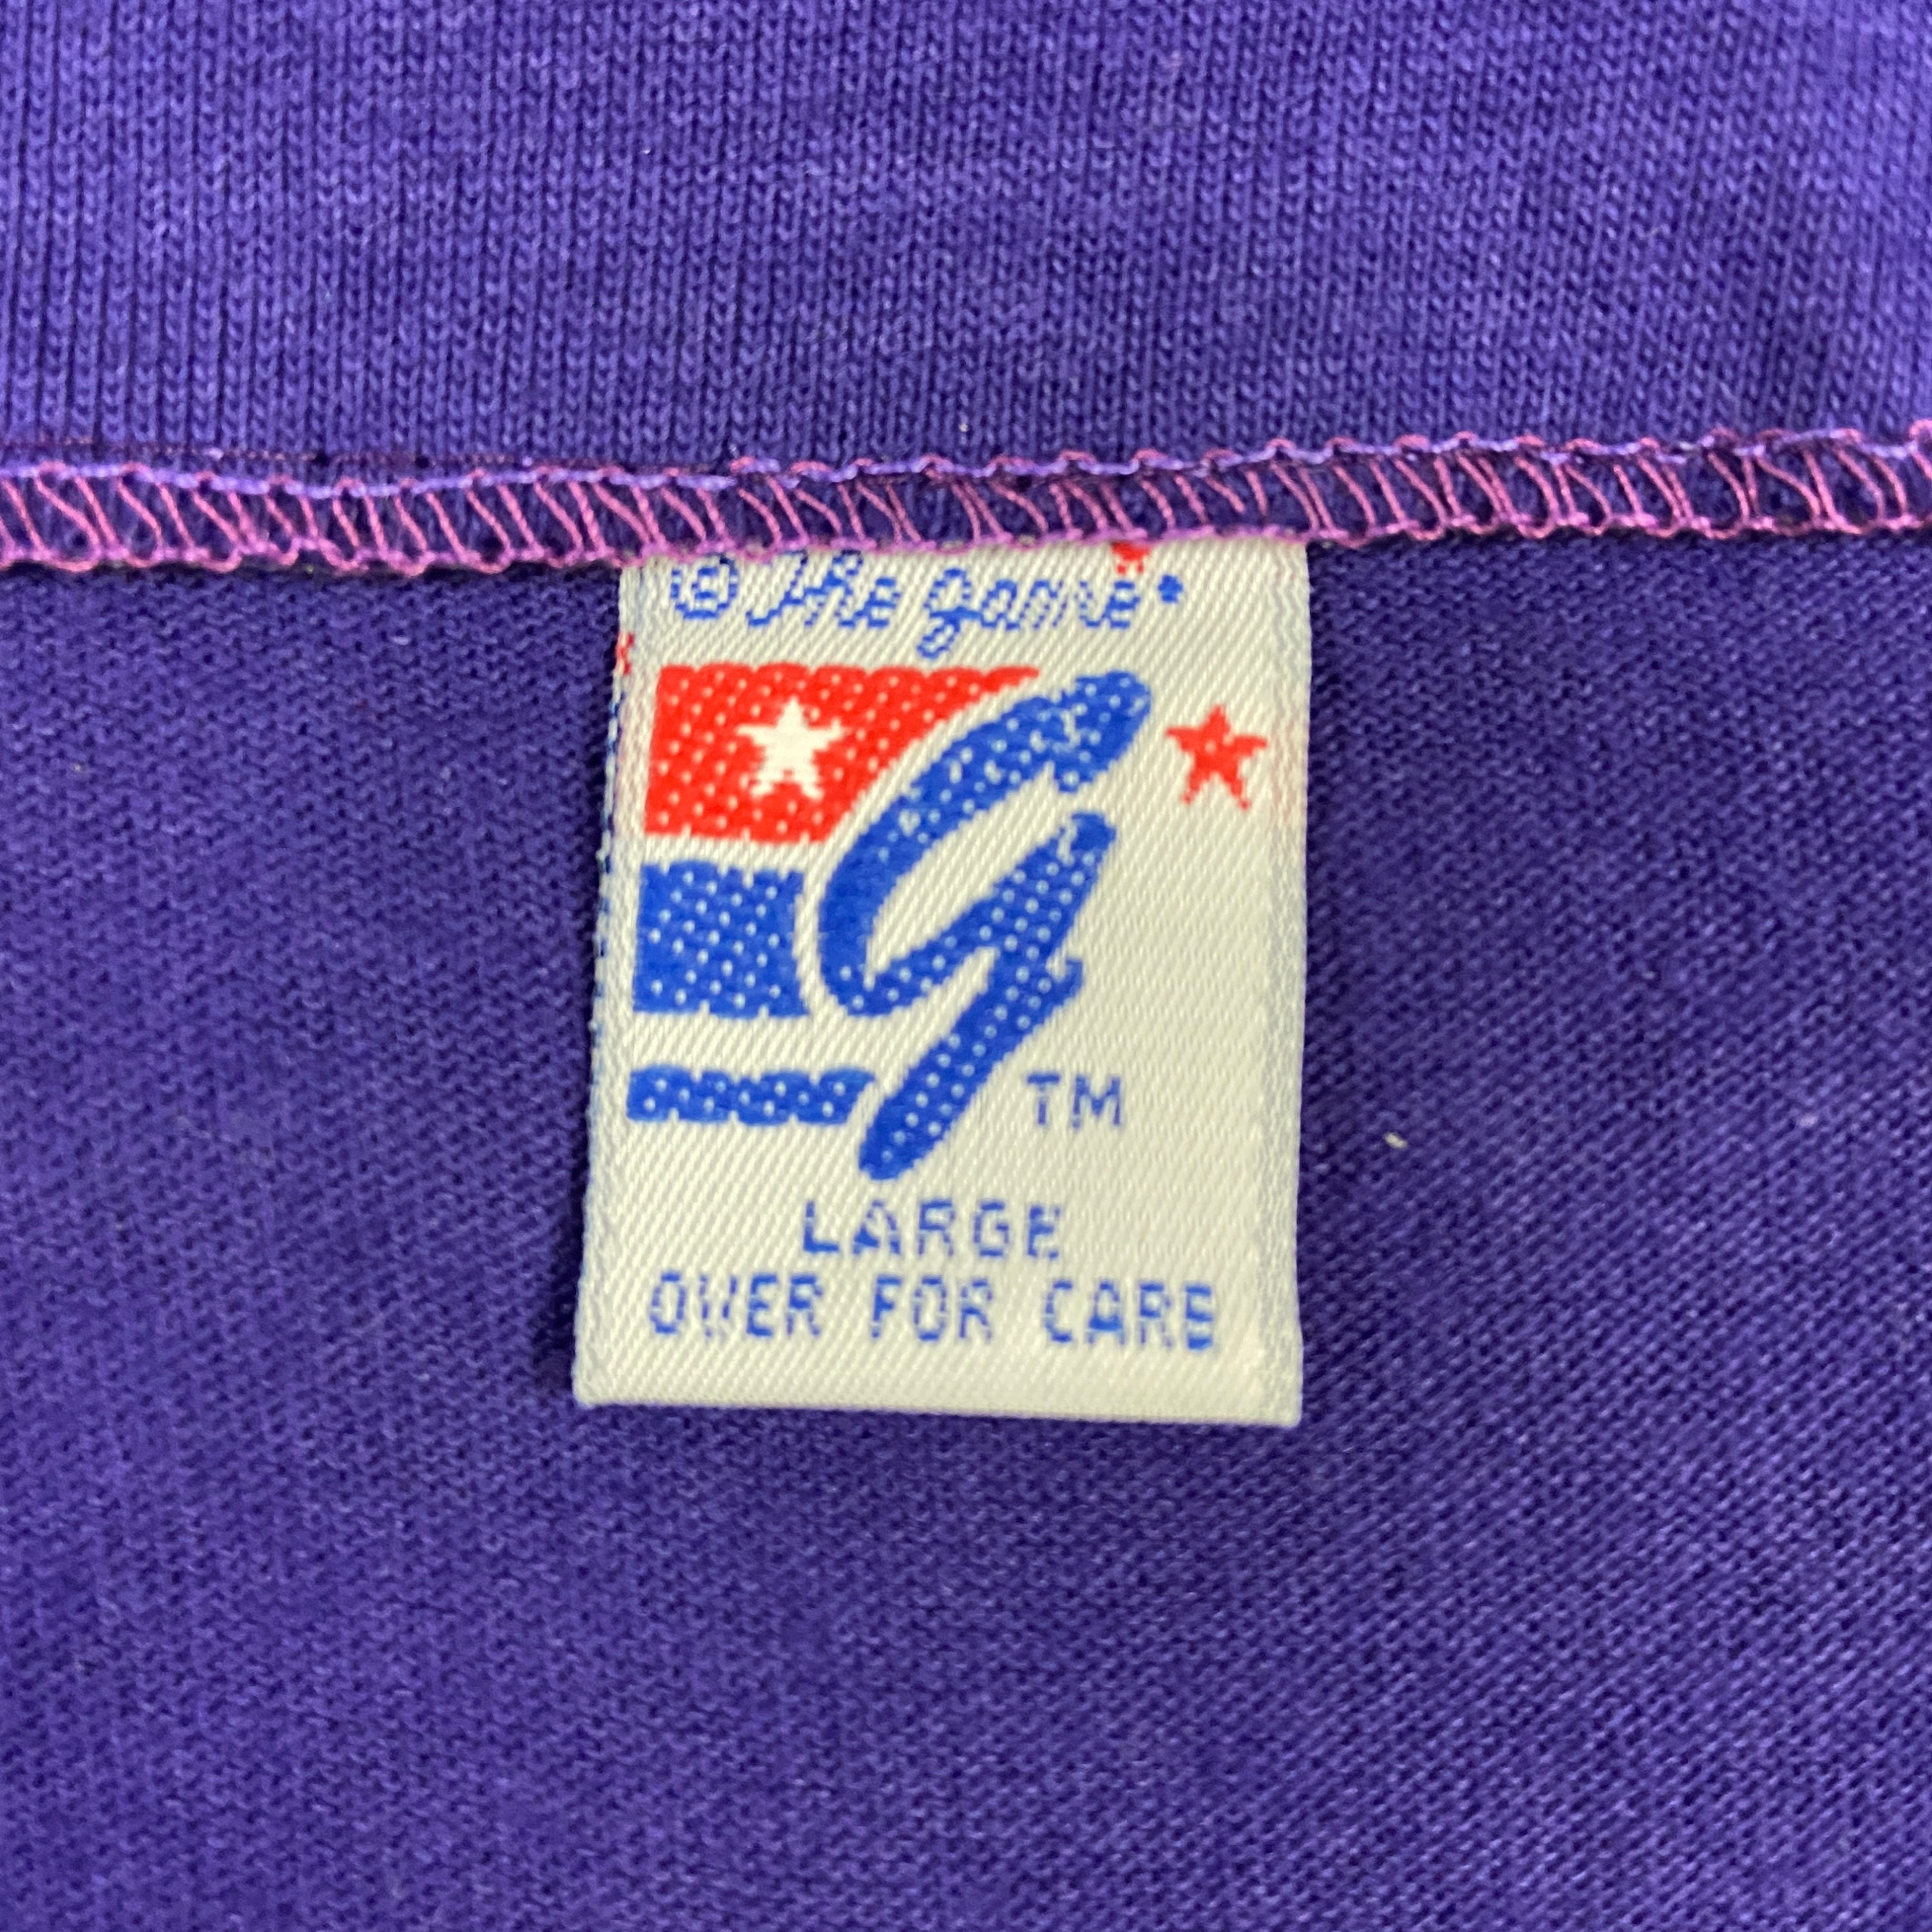 © The game
G
TM
LARGE
OVER FOR CARE